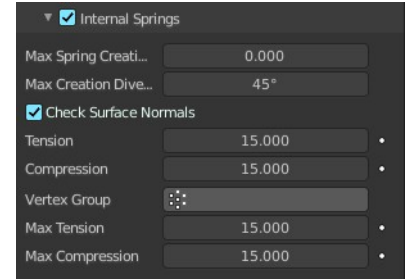 Internal Springs
Max Spring Creati... 0.000
Max Creation Dive... 45°
Check Surface Normals
Tension 15.000
Compression 15.000
Vertex Group
Max Tension 15.000
Max Compression 15.000